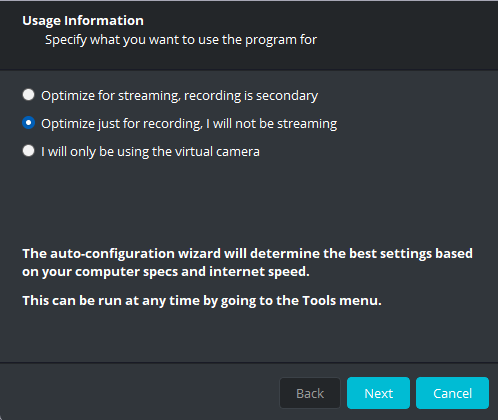 Usage Information
Specify what you want to use the program for
Optimize for streaming, recording is secondary
Optimize just for recording, I will not be streaming
I will only be using the virtual camera
The auto-configuration wizard will determine the best settings based
on your computer specs and internet speed.
This can be run at any time by going to the Tools menu.
Back
Next
Cancel